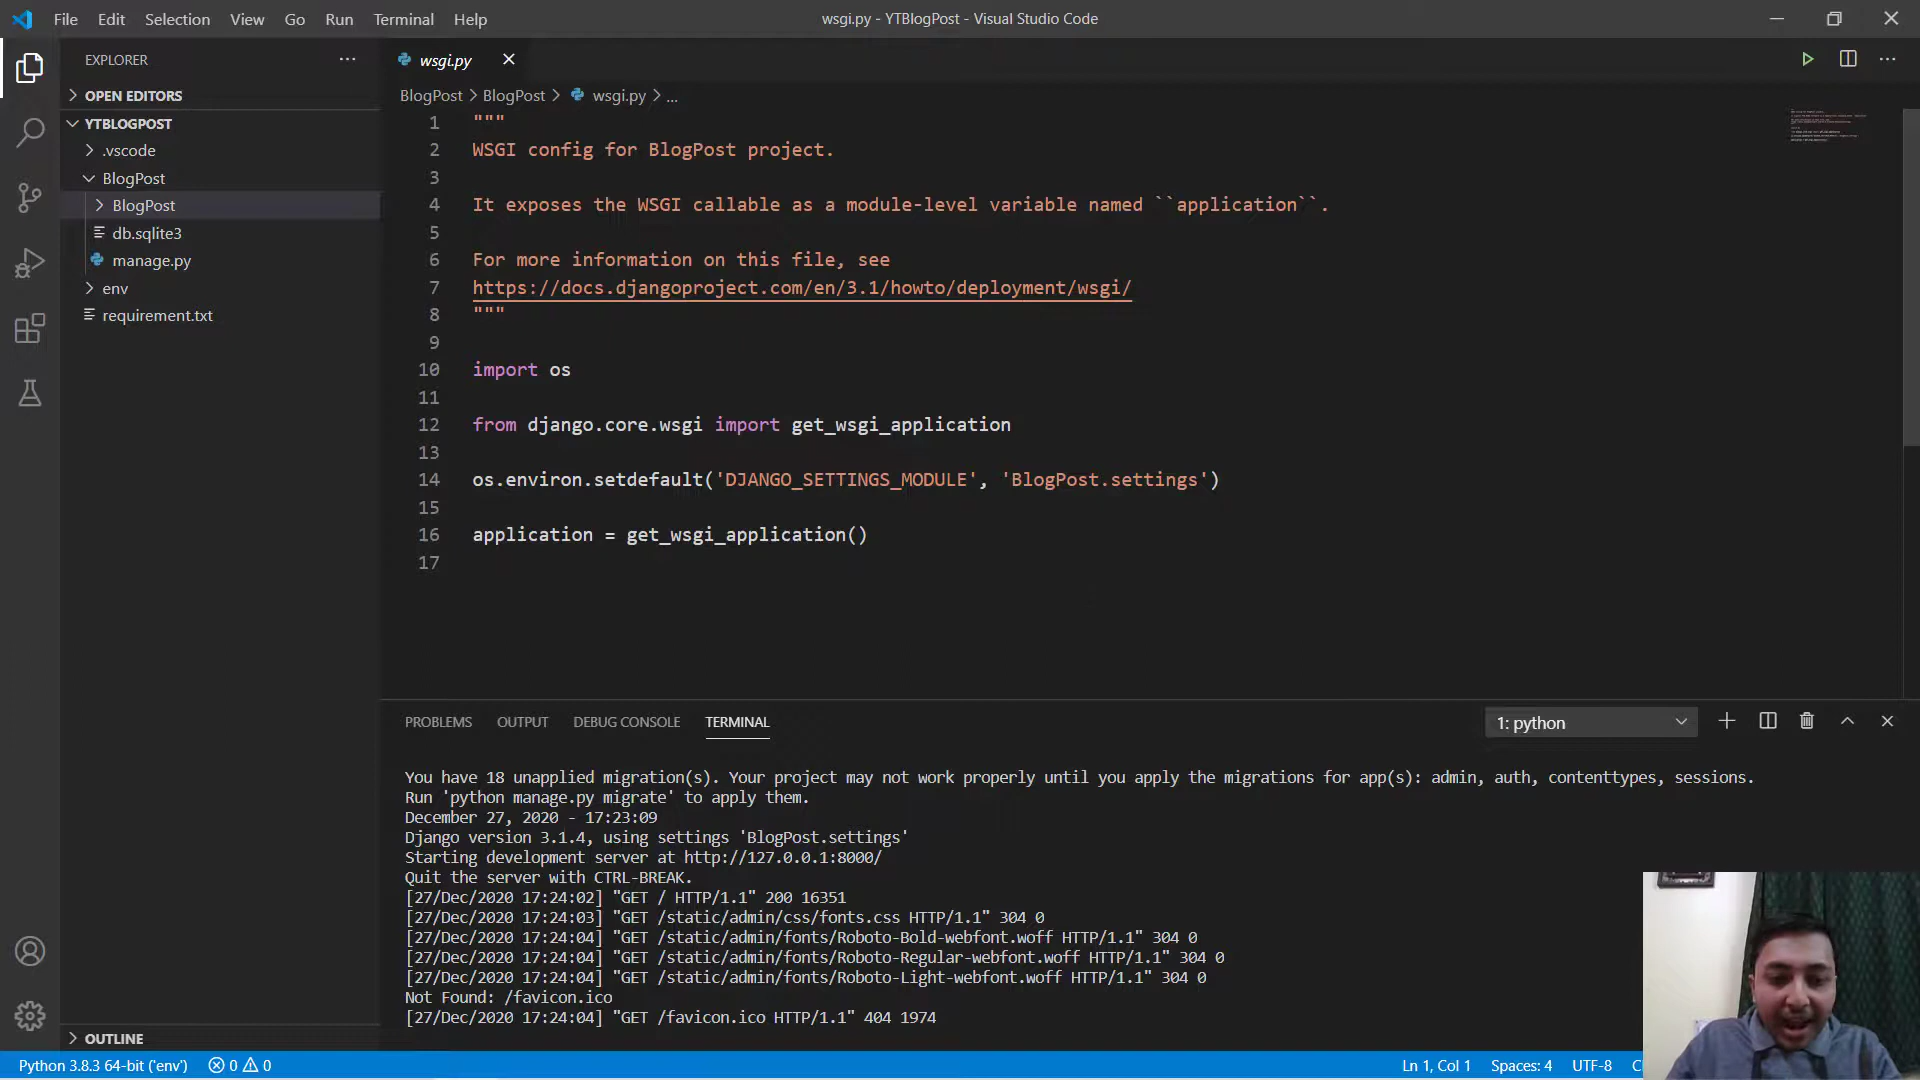 File Edit Selection View Go Run Terminal Help
wsgi.py - YTBlogPost - Visual Studio Code
EXPLORER
OPEN EDITORS
YTBLOGPOST
.vscode
BlogPost
BlogPost
db.sqlite3
manage.py
env
requirement.txt
OUTLINE
wsgi.py
BlogPost > BlogPost > wsgi.py > ...
1 """
2 WSGI config for BlogPost project.
3
4 It exposes the WSGI callable as a module-level variable named ``application``.
5
6 For more information on this file, see
7 https://docs.djangoproject.com/en/3.1/howto/deployment/wsgi/
8 """
9
10 import os
11
12 from django.core.wsgi import get_wsgi_application
13
14 os.environ.setdefault('DJANGO_SETTINGS_MODULE', 'BlogPost.settings')
15
16 application = get_wsgi_application()
17
PROBLEMS OUTPUT DEBUG CONSOLE TERMINAL 1: python
You have 18 unapplied migration(s). Your project may not work properly until you apply the migrations for app(s): admin, auth, contenttypes, sessions.
Run 'python manage.py migrate' to apply them.
December 27, 2020 - 17:23:09
Django version 3.1.4, using settings 'BlogPost.settings'
Starting development server at http://127.0.0.1:8000/
Quit the server with CTRL-BREAK.
[27/Dec/2020 17:24:02] "GET / HTTP/1.1" 200 16351
[27/Dec/2020 17:24:03] "GET /static/admin/css/fonts.css HTTP/1.1" 304 0
[27/Dec/2020 17:24:04] "GET /static/admin/fonts/Roboto-Bold-webfont.woff HTTP/1.1" 304 0
[27/Dec/2020 17:24:04] "GET /static/admin/fonts/Roboto-Regular-webfont.woff HTTP/1.1" 304 0
[27/Dec/2020 17:24:04] "GET /static/admin/fonts/Roboto-Light-webfont.woff HTTP/1.1" 304 0
Not Found: /favicon.ico
[27/Dec/2020 17:24:04] "GET /favicon.ico HTTP/1.1" 404 1974
Python 3.8.3 64-bit ('env') 0 0 Ln 1, Col 1 Spaces: 4 UTF-8